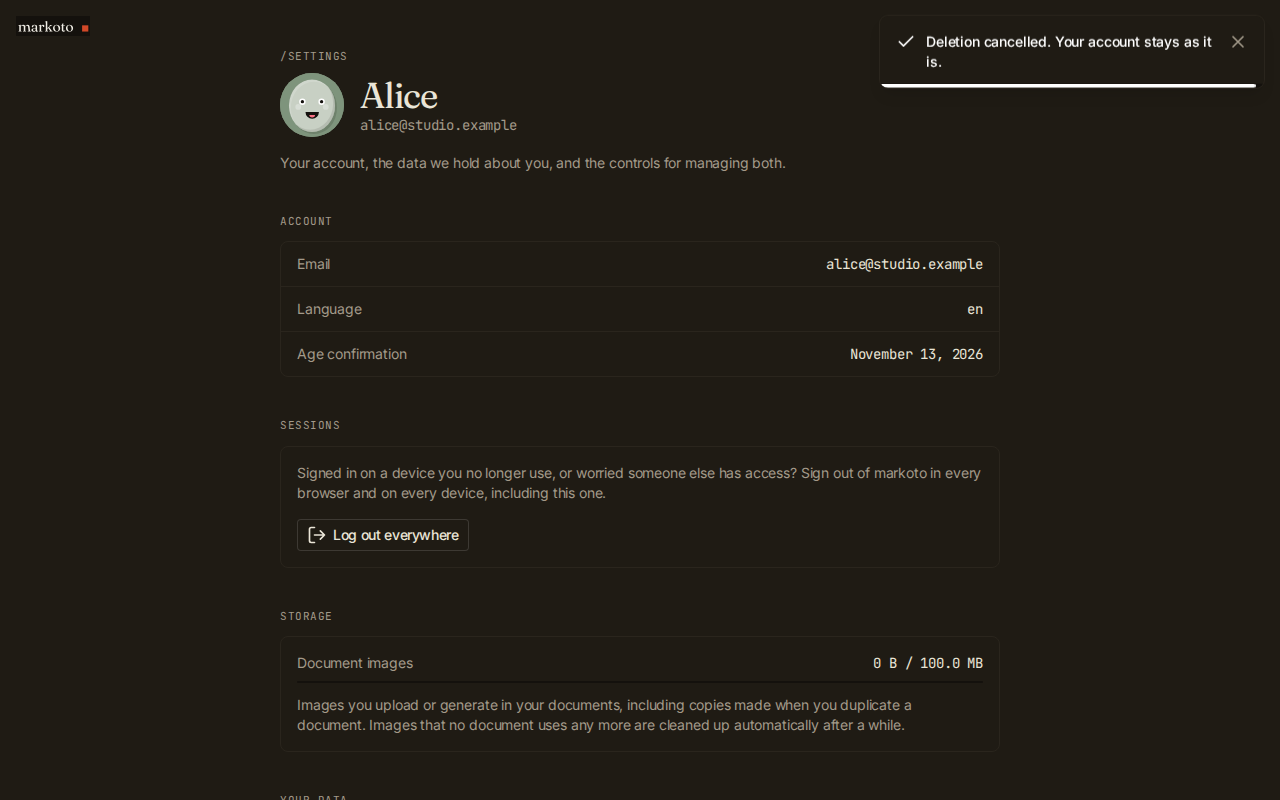 markoto
Deletion cancelled. Your account stays as it
is.
/SETTINGS
Alice
alice@studio.example
Your account, the data we hold about you, and the controls for managing both.
ACCOUNT
Email alice@studio.example
Language en
Age confirmation November 13, 2026
SESSIONS
Signed in on a device you no longer use, or worried someone else has access? Sign out of markoto in every
browser and on every device, including this one.
Log out everywhere
STORAGE
Document images 0 B / 100.0 MB
Images you upload or generate in your documents, including copies made when you duplicate a
document. Images that no document uses any more are cleaned up automatically after a while.
YOUR DATA